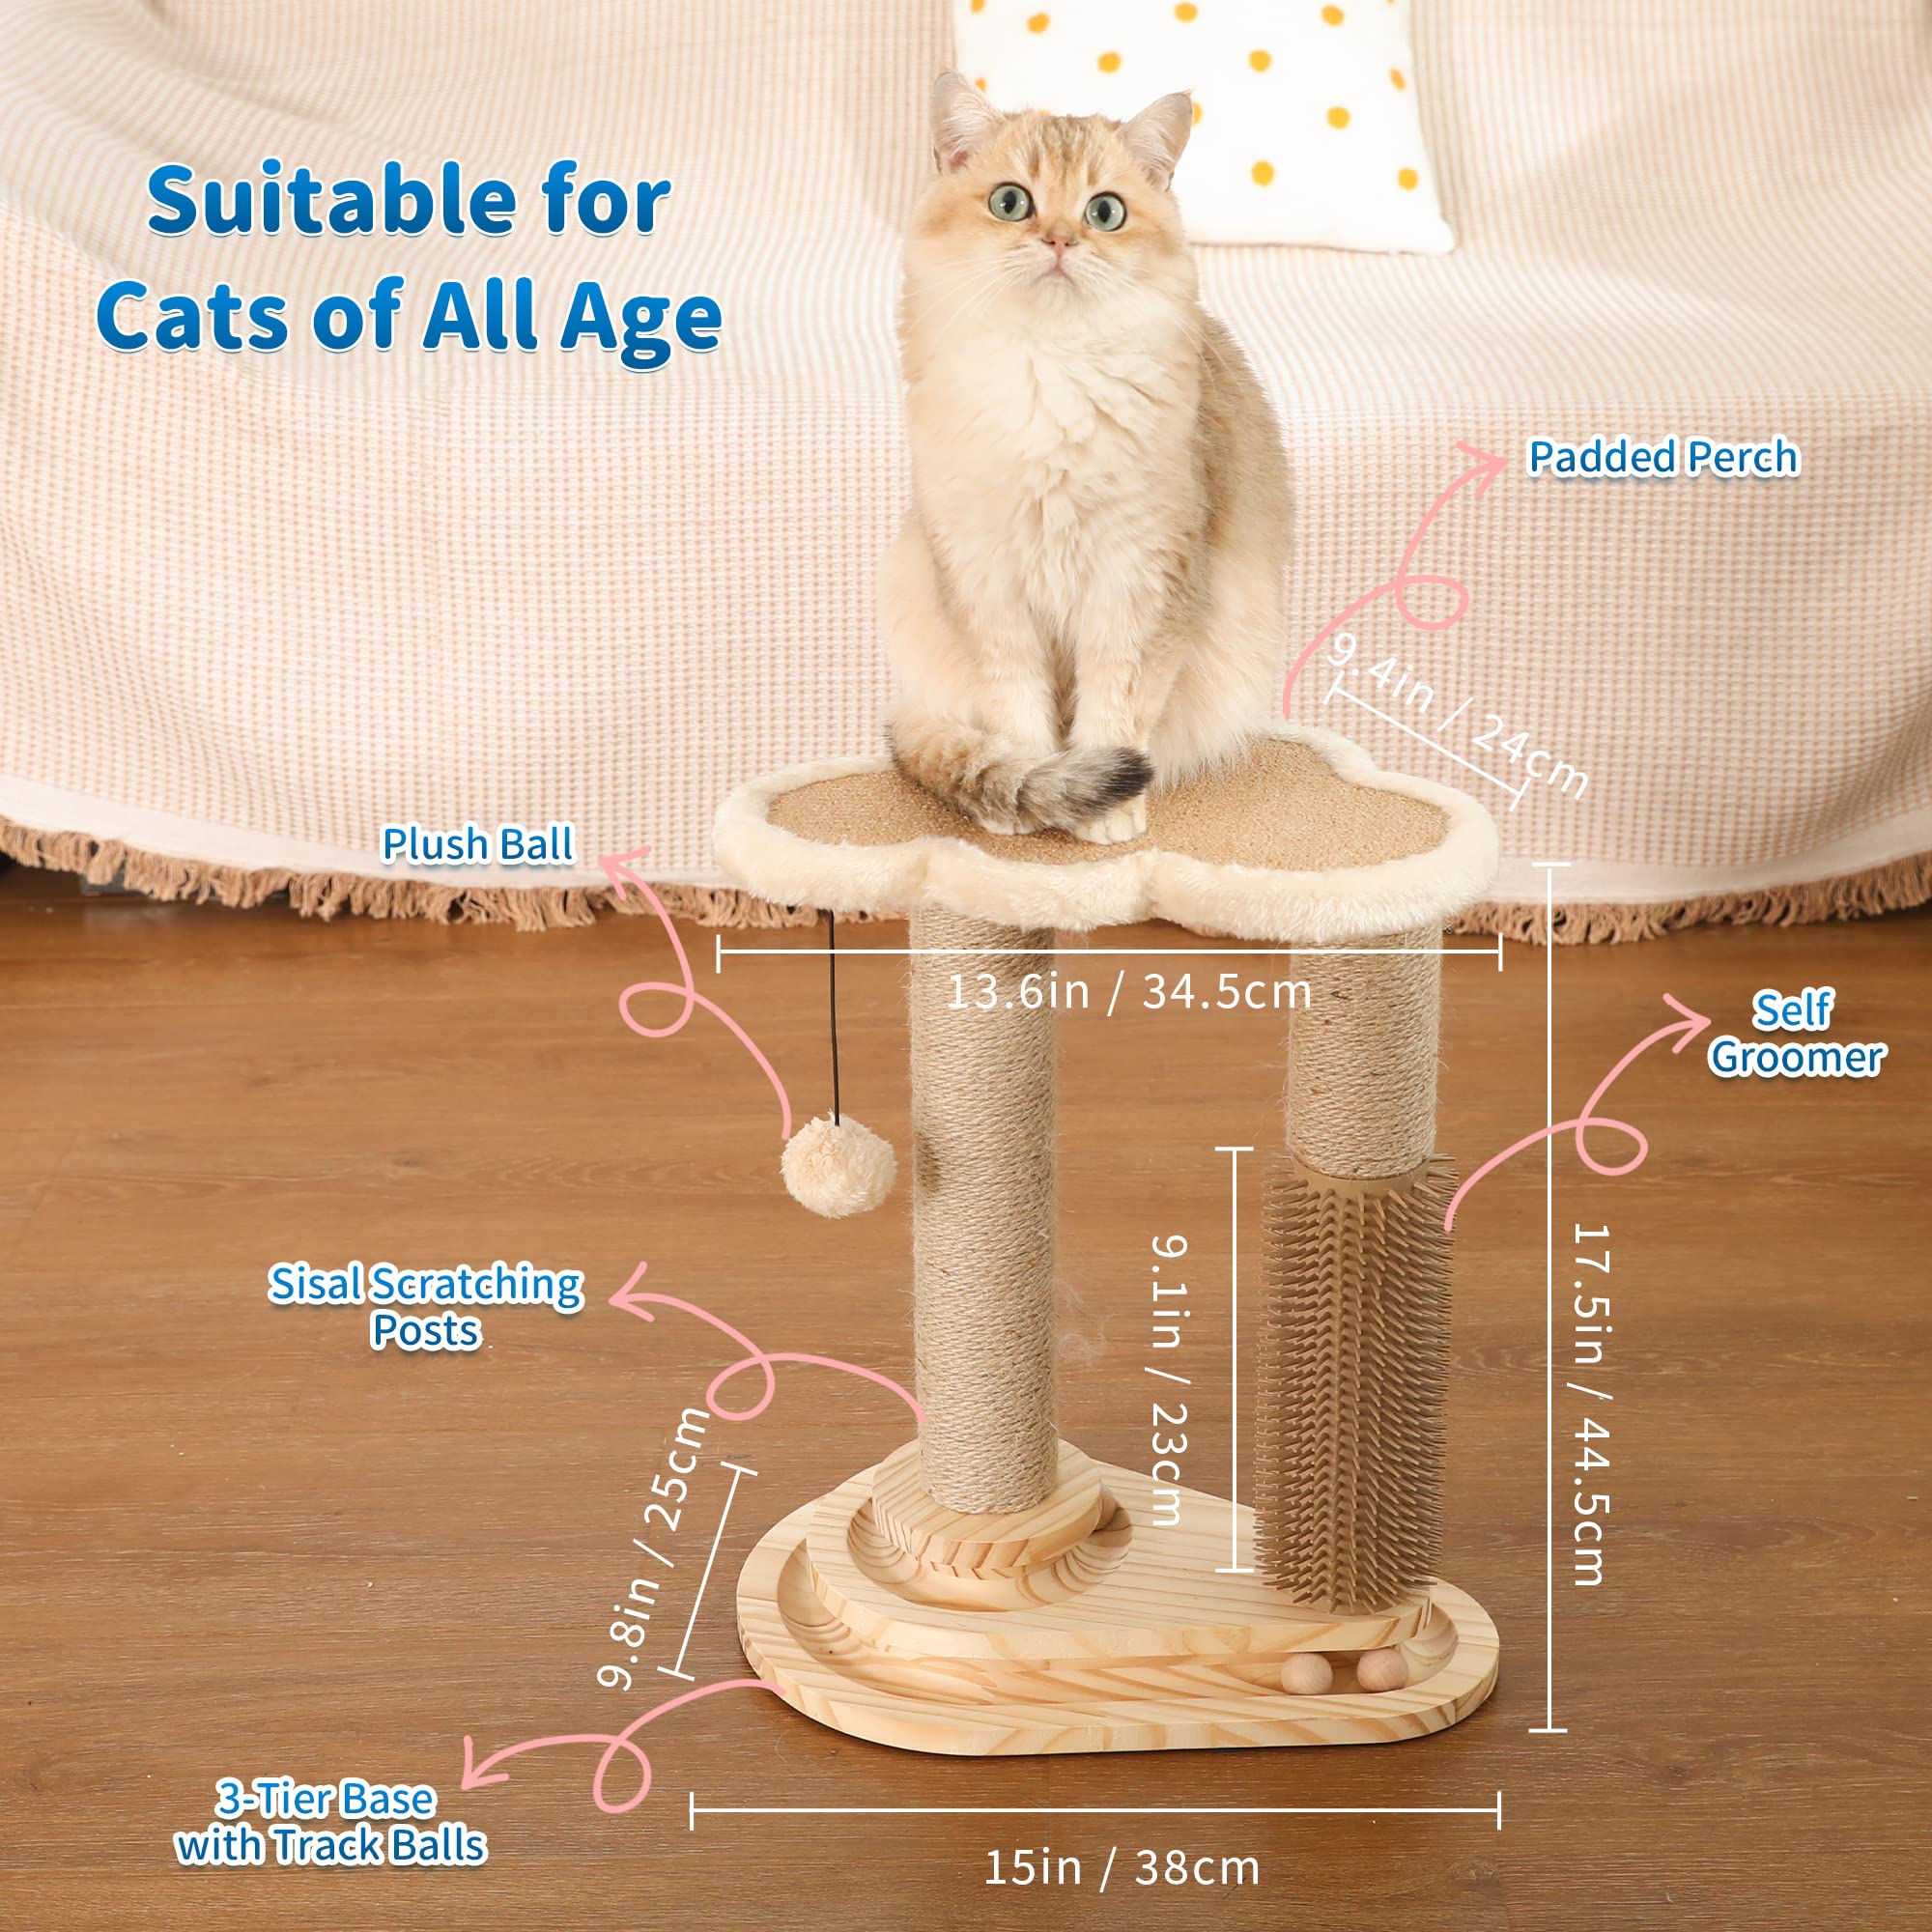 Suitable for
Cats of All Age
Padded Perch
9.4in / 24cm
Plush Ball
13.6in / 34.5cm
Self
Groomer
Sisal Scratching
Posts
9.1in / 23cm
17.5in / 44.5cm
9.8in / 25cm
3-Tier Base
with Track Balls
15in / 38cm